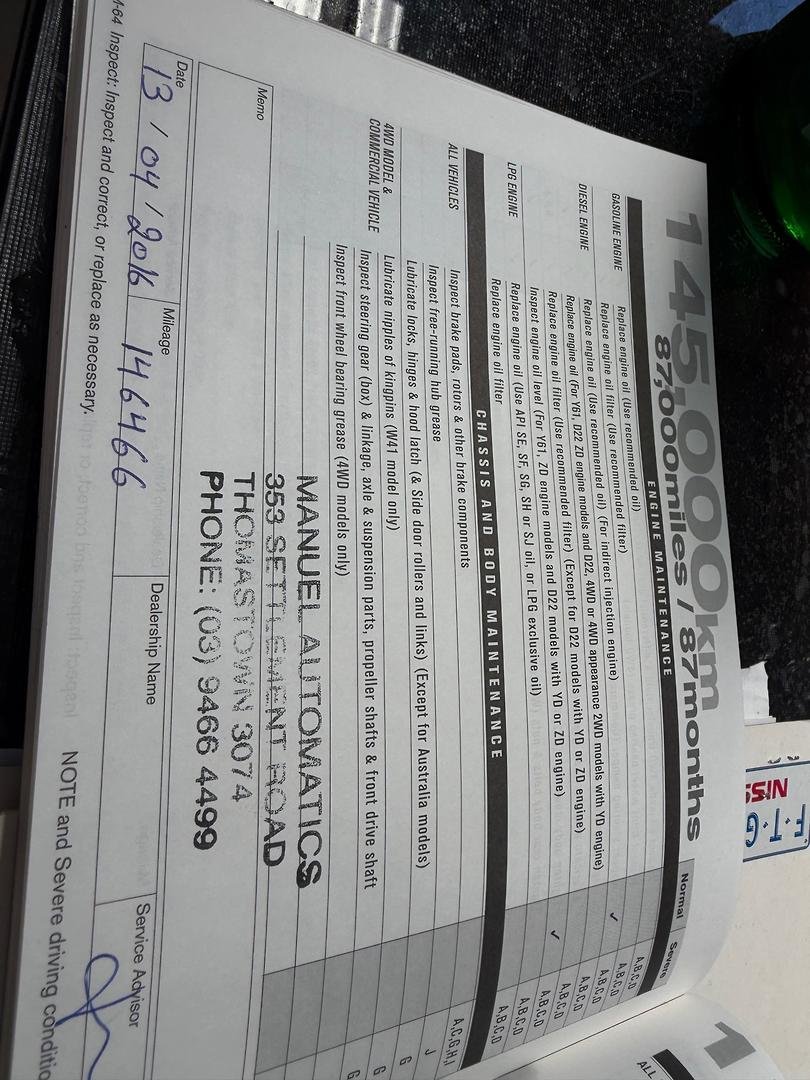 145,000km
87,000miles / 87months
Normal Severe
ENGINE MAINTENANCE
GASOLINE ENGINE Replace engine oil (Use recommended oil) A,B,C,D
Replace engine oil filter (Use recommended filter) ✓ A,B,C,D
DIESEL ENGINE Replace engine oil (Use recommended oil) (For indirect injection engine) A,B,C,D
Replace engine oil (For Y61, D22 ZD engine models and D22, 4WD or 4WD appearance 2WD models with YD engine) A,B,C,D
Replace engine oil filter (Use recommended filter) (Except for D22 models with YD or ZD engine) ✓ A,B,C,D
Inspect engine oil level (For Y61, ZD engine models and D22 models with YD or ZD engine) A,B,C,D
LPG ENGINE Replace engine oil (Use API SE, SF, SG, SH or SJ oil, or LPG exclusive oil) A,B,C,D
Replace engine oil filter A,B,C,D
CHASSIS AND BODY MAINTENANCE
ALL VEHICLES Inspect brake pads, rotors & other brake components A,C,G,H,I
Inspect free-running hub grease J
Lubricate locks, hinges & hood latch (& Side door rollers and links) (Except for Australia models) G
4WD MODEL & COMMERCIAL VEHICLE Lubricate nipples of kingpins (W41 model only) G
Inspect steering gear (box) & linkage, axle & suspension parts, propeller shafts & front drive shaft G
Inspect front wheel bearing grease (4WD models only)
Memo
MANUEL AUTOMATICS
353 SETTLEMENT ROAD
THOMASTOWN 3074
PHONE: (03) 9466 4499
Date Mileage Dealership Name Service Advisor
13 / 04 / 2016 146466
Inspect: Inspect and correct, or replace as necessary.
NOTE and Severe driving conditio
1
ALL
NISS
F.T.G